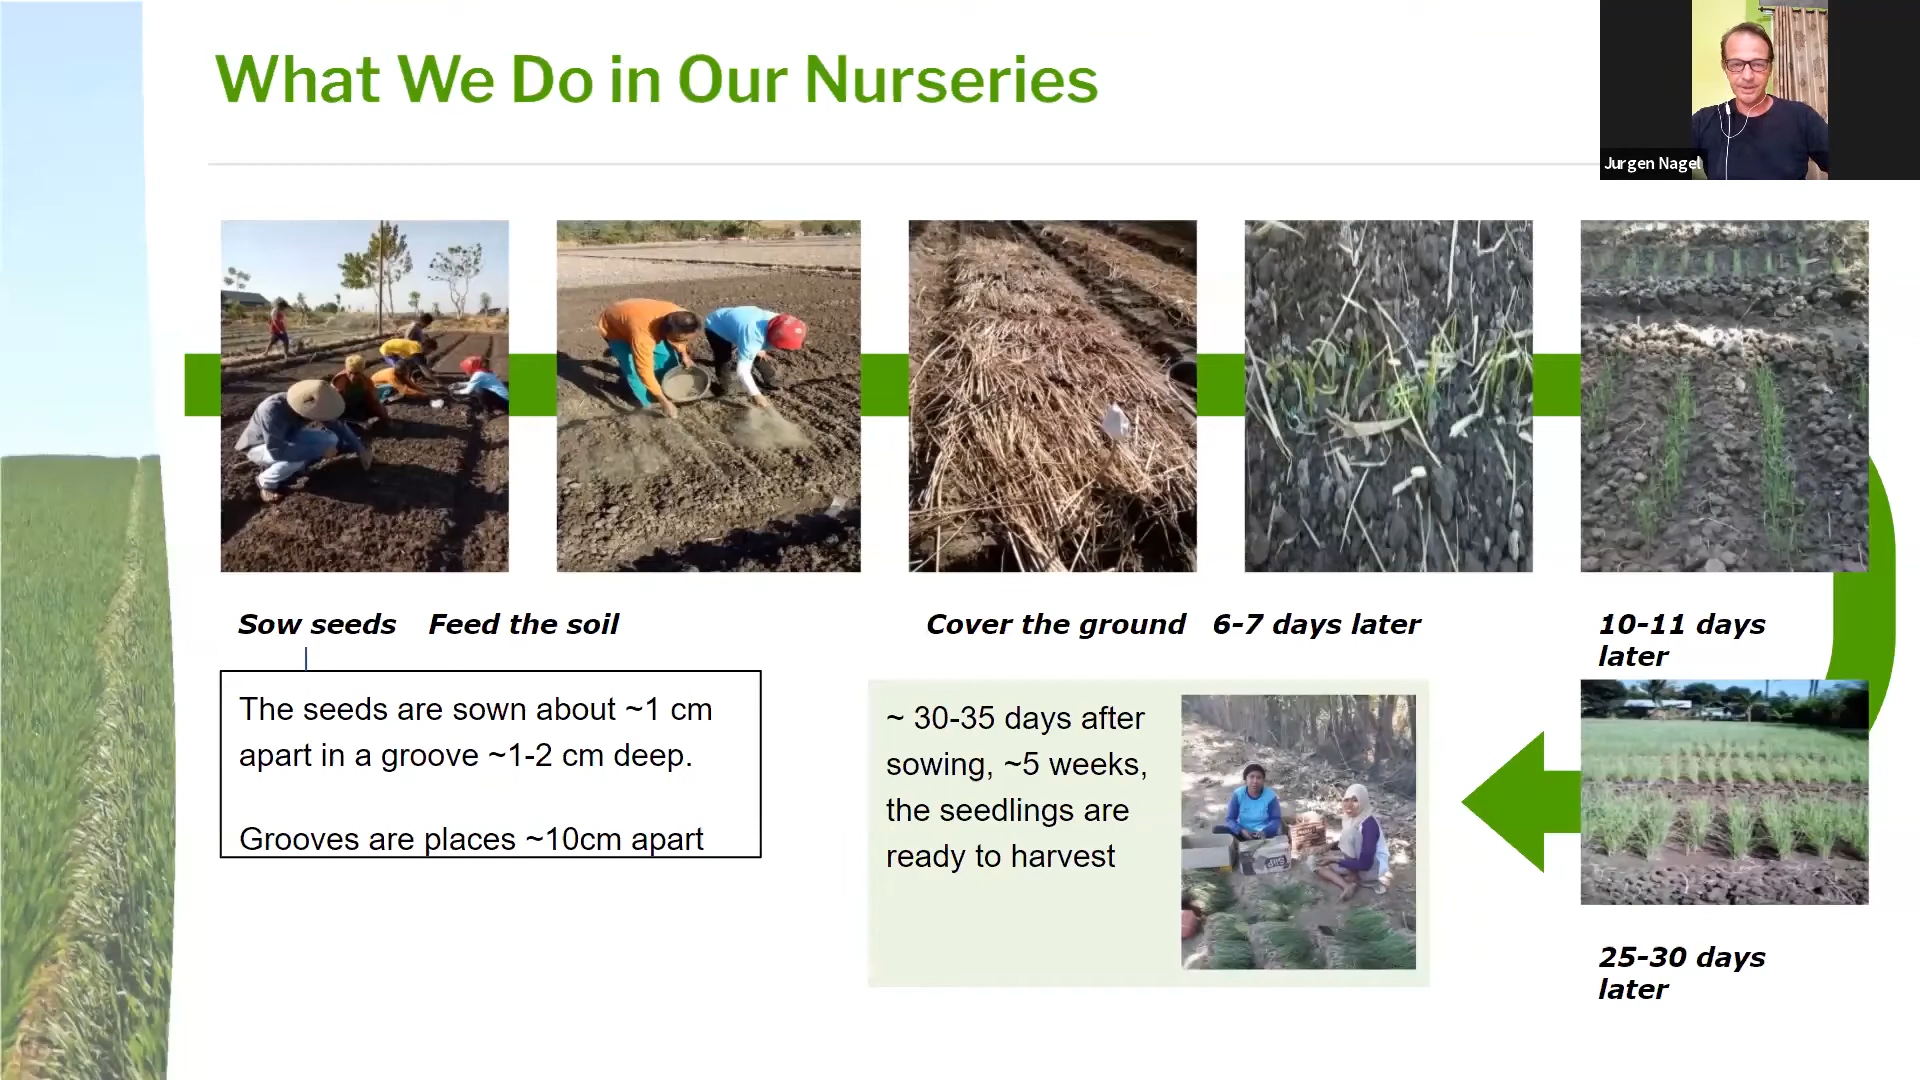 What We Do in Our Nurseries
Jurgen Nagel
Sow seeds Feed the soil
Cover the ground 6-7 days later
10-11 days
later
The seeds are sown about ~1 cm
apart in a groove ~1-2 cm deep.
Grooves are places ~10cm apart
~ 30-35 days after
sowing, ~5 weeks,
the seedlings are
ready to harvest
25-30 days
later